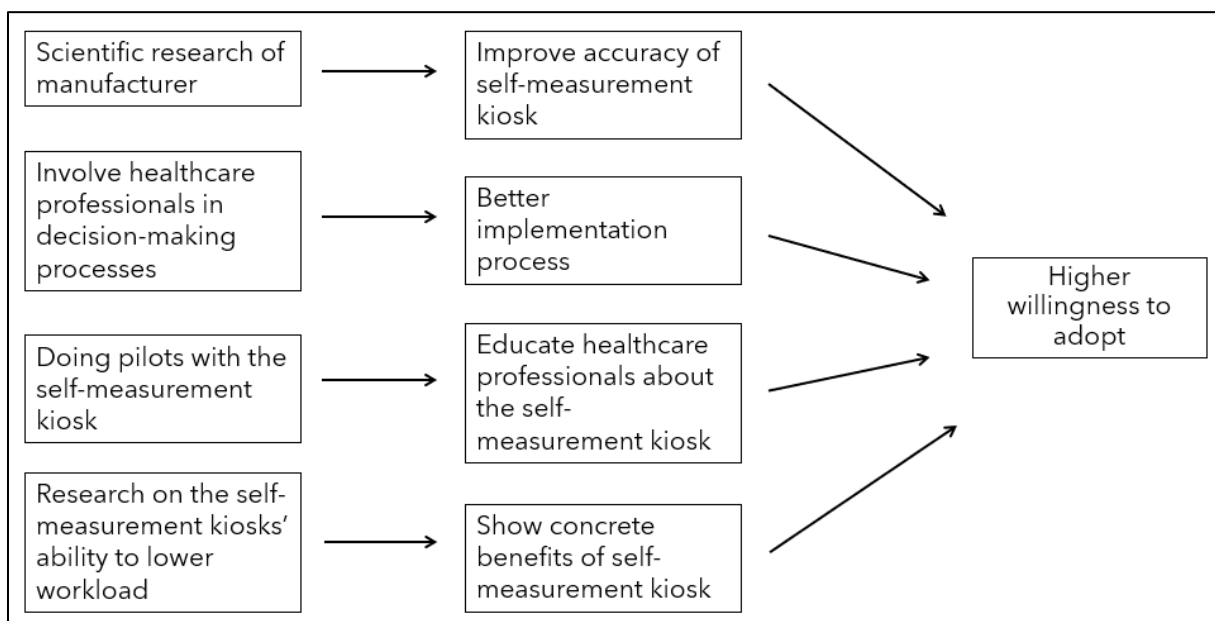 Scientific research of
manufacturer
Improve accuracy of
self-measurement
kiosk
Involve healthcare
professionals in
decision-making
processes
Better
implementation
process
Higher
willingness to
adopt
Doing pilots with the
self-measurement
kiosk
Educate healthcare
professionals about
the self-
measurement kiosk
Research on the self-
measurement kiosks’
ability to lower
workload
Show concrete
benefits of self-
measurement kiosk